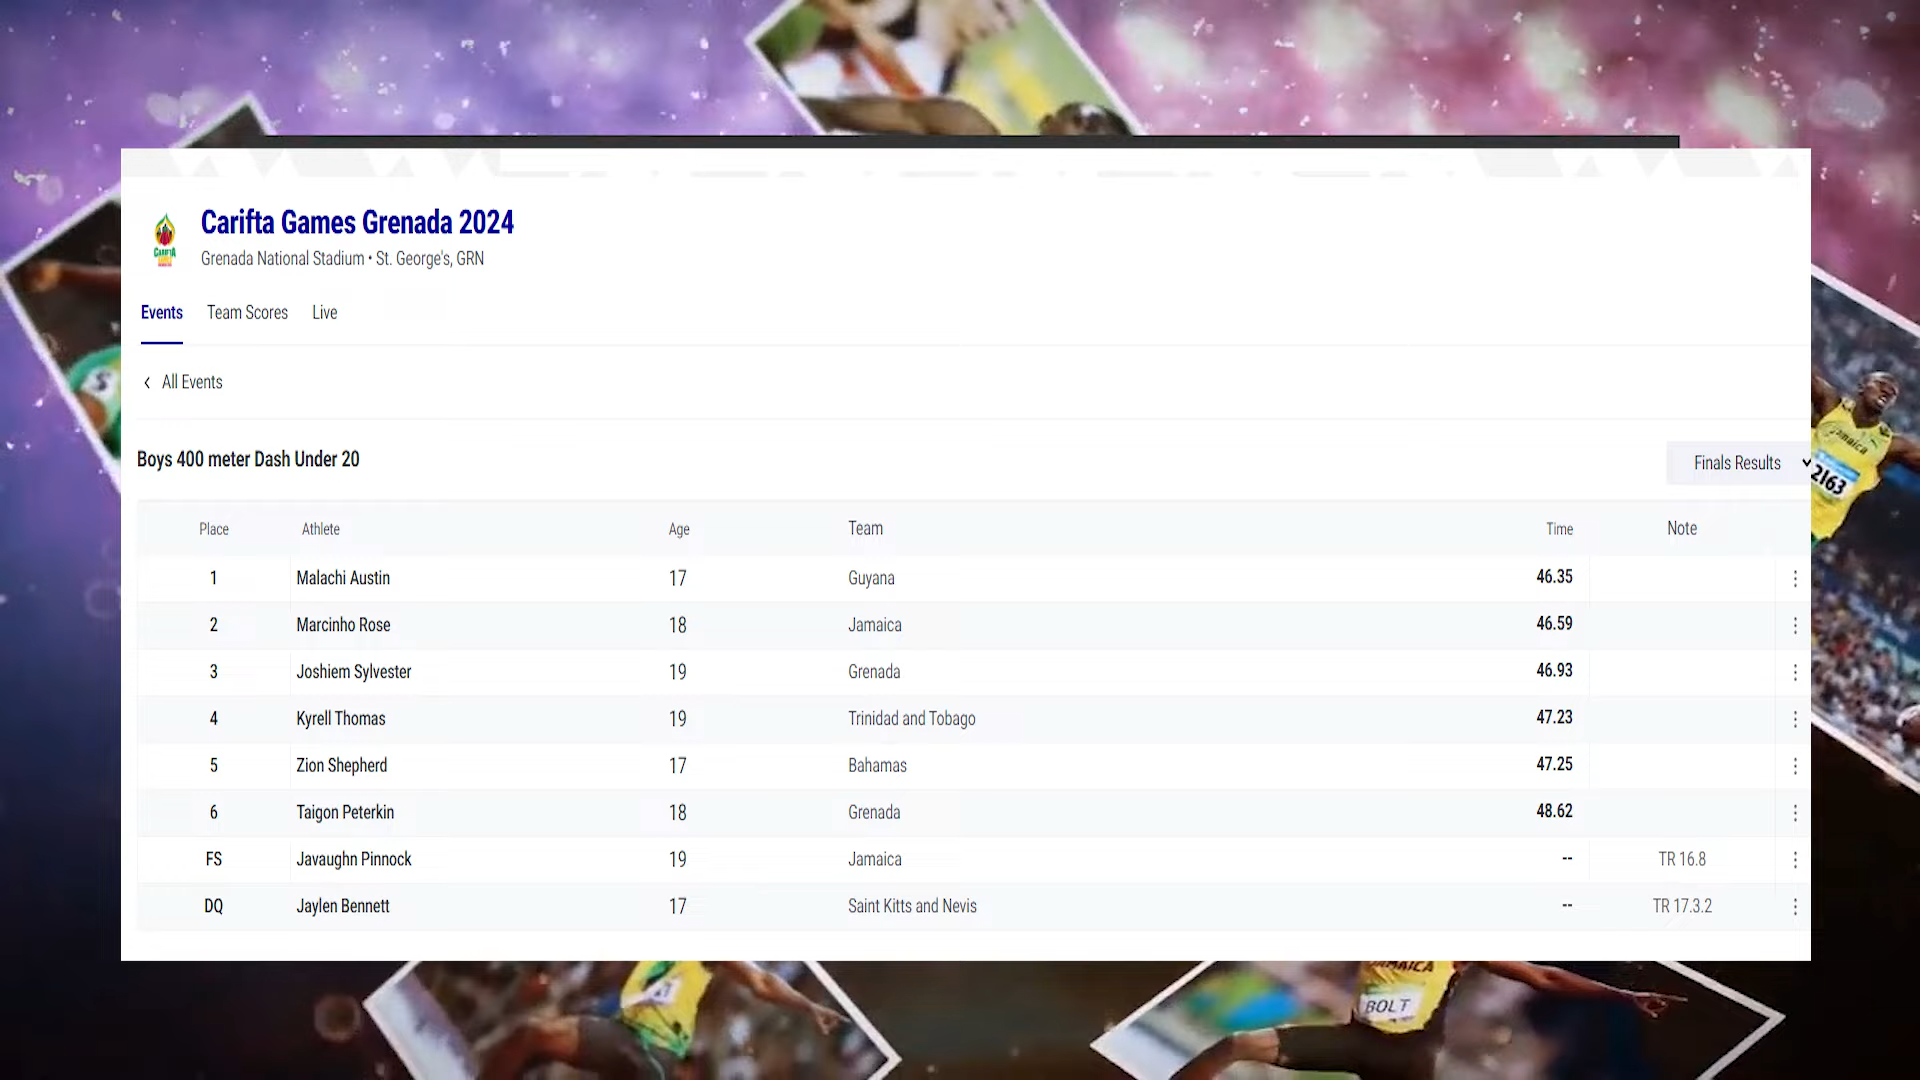 Carifta Games Grenada 2024
Grenada National Stadium • St. George's, GRN
Events Team Scores Live
All Events
Boys 400 meter Dash Under 20
Finals Results
Place Athlete Age Team Time Note
1 Malachi Austin 17 Guyana 46.35
2 Marcinho Rose 18 Jamaica 46.59
3 Joshiem Sylvester 19 Grenada 46.93
4 Kyrell Thomas 19 Trinidad and Tobago 47.23
5 Zion Shepherd 17 Bahamas 47.25
6 Taigon Peterkin 18 Grenada 48.62
FS Javaughn Pinnock 19 Jamaica -- TR 16.8
DQ Jaylen Bennett 17 Saint Kitts and Nevis -- TR 17.3.2
CARIFTA
Jamaica
2163
JAMAICA
BOLT